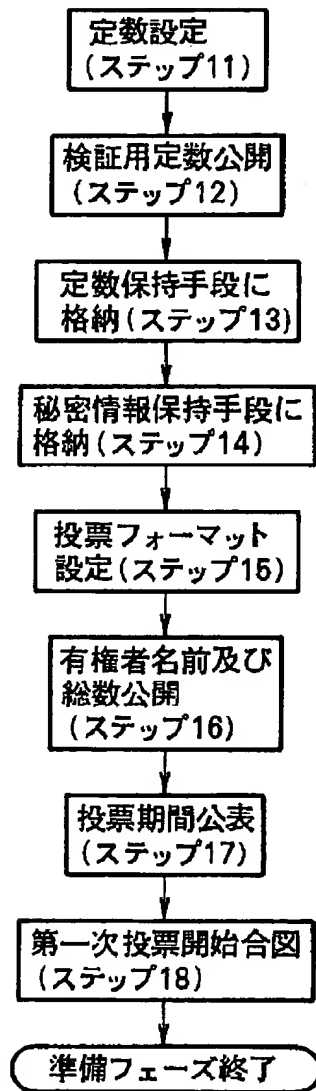 定数設定
(ステップ11)
検証用定数公開
(ステップ12)
定数保持手段に
格納(ステップ13)
秘密情報保持手段に
格納(ステップ14)
投票フォーマット
設定(ステップ15)
有権者名前及び
総数公開
(ステップ16)
投票期間公表
(ステップ17)
第一次投票開始合図
(ステップ18)
準備フェーズ終了